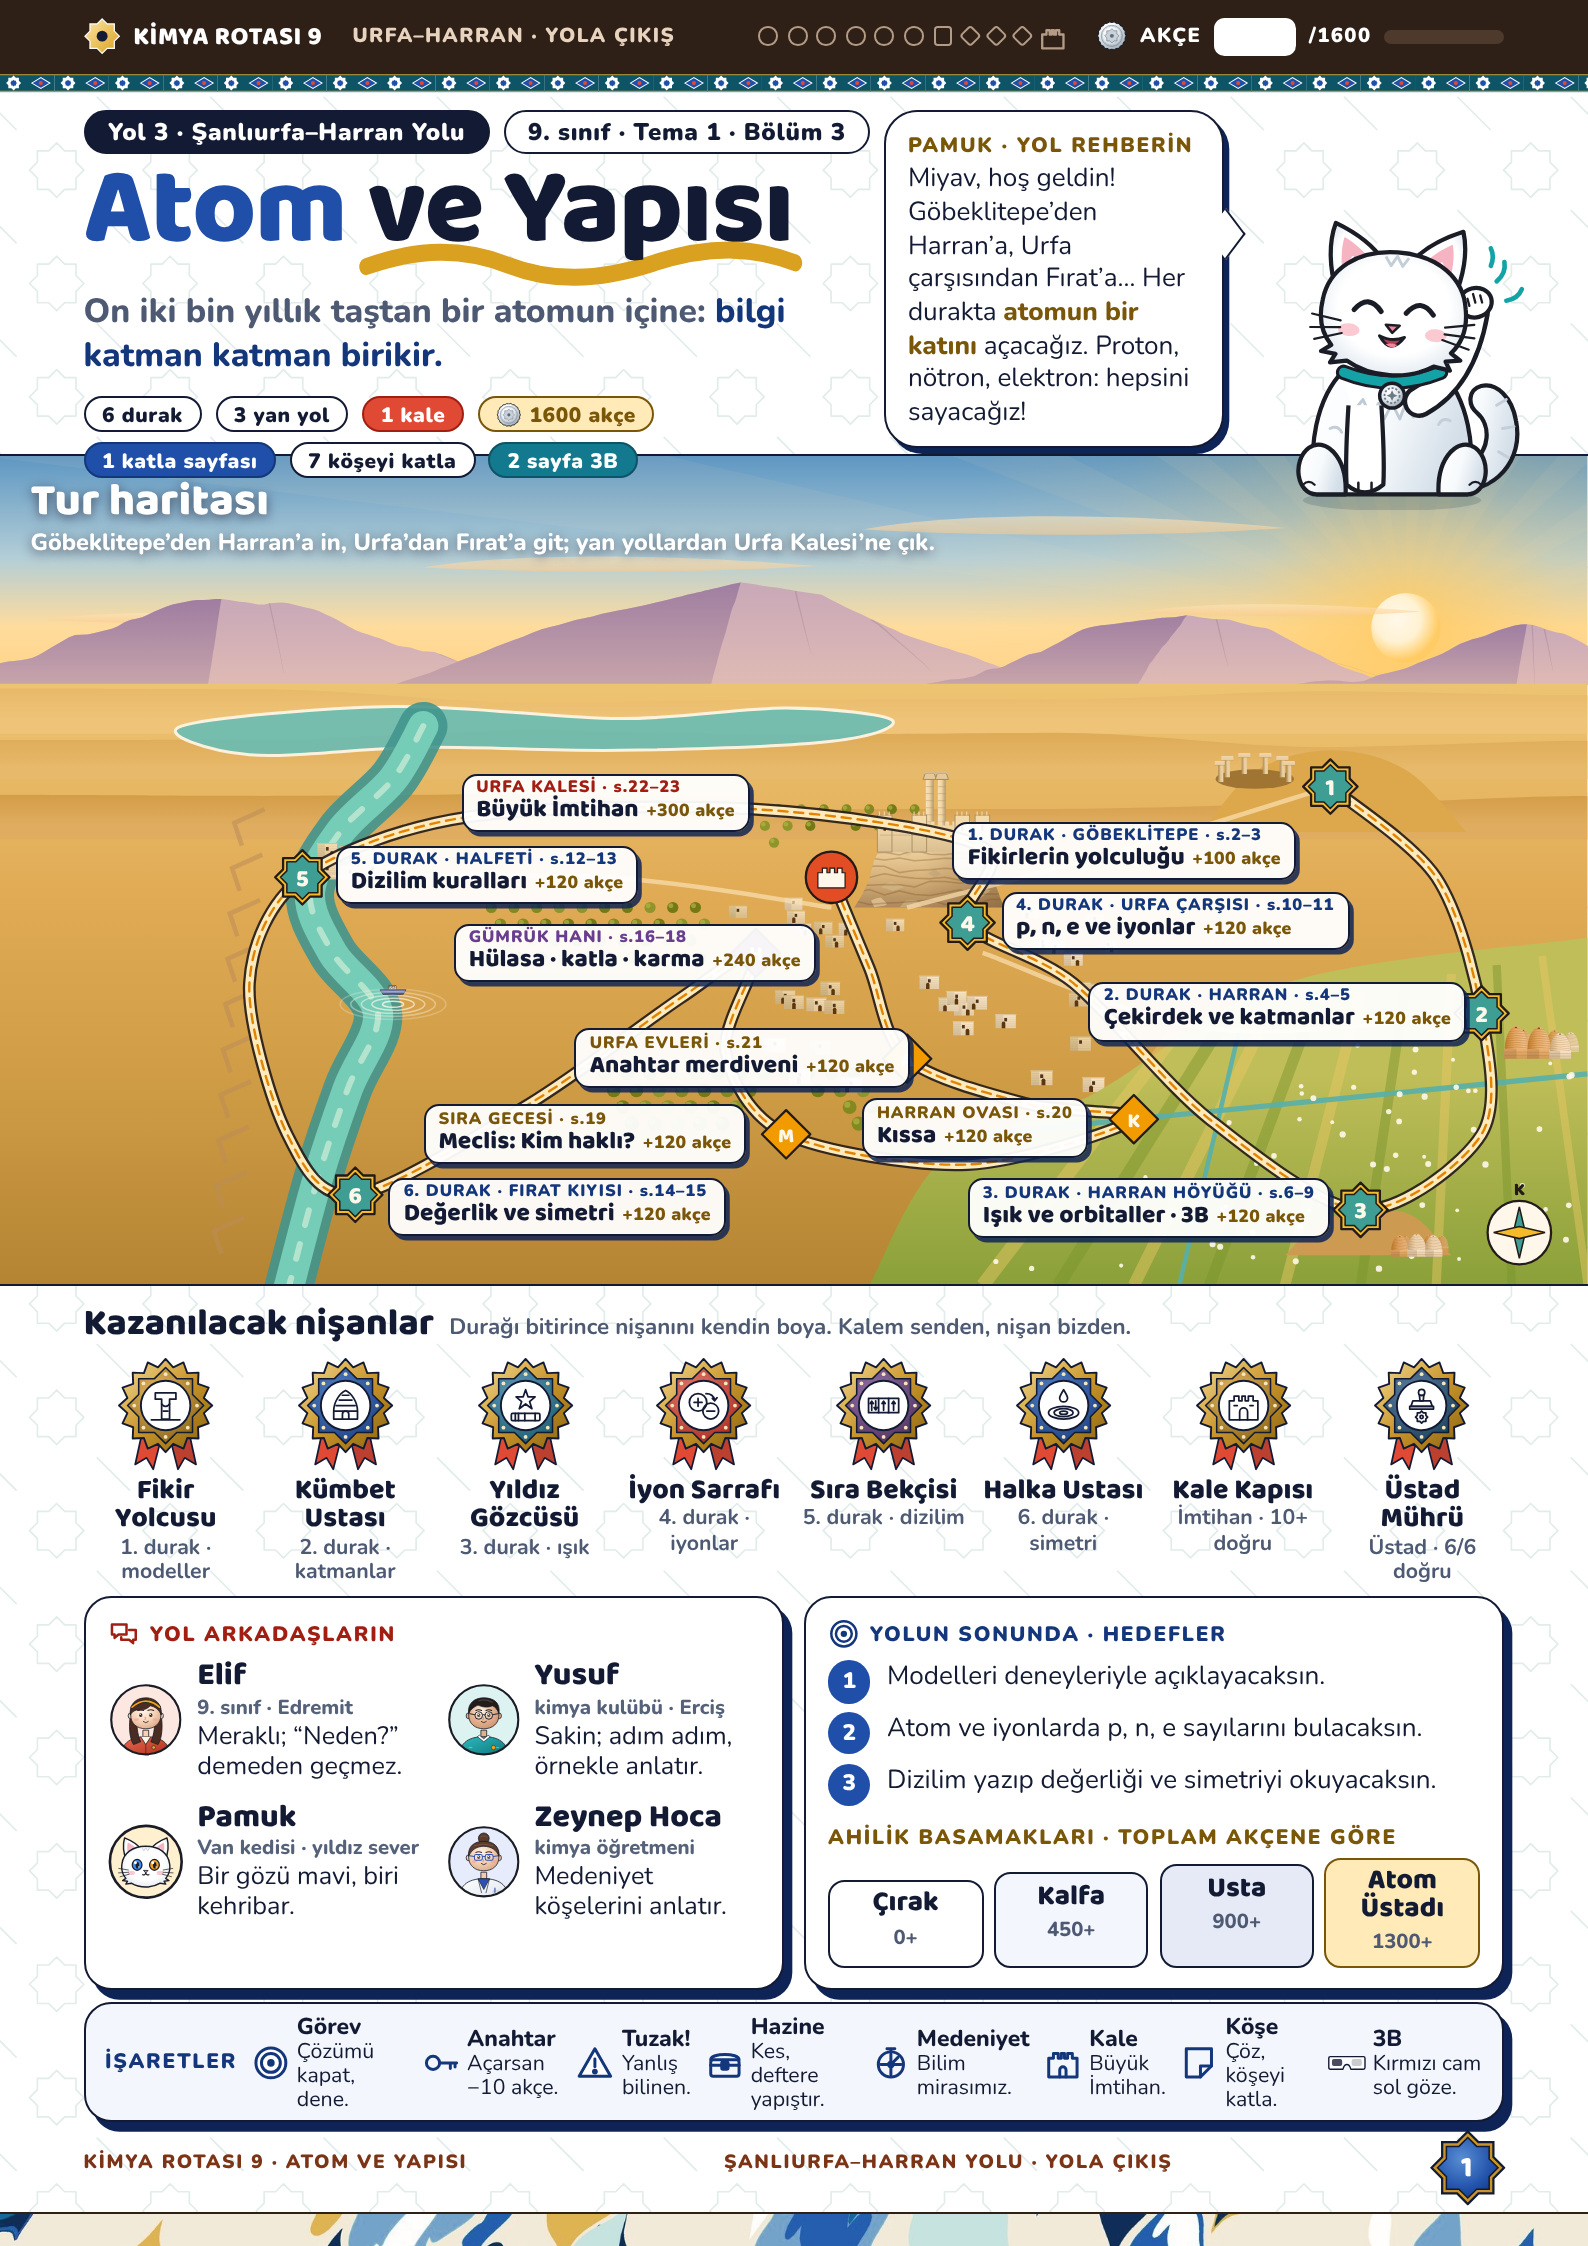 KİMYA ROTASI 9 URFA–HARRAN · YOLA ÇIKIŞ AKÇE /1600
Yol 3 · Şanlıurfa–Harran Yolu
9. sınıf · Tema 1 · Bölüm 3
Atom ve Yapısı
On iki bin yıllık taştan bir atomun içine: bilgi
katman katman birikir.
6 durak
3 yan yol
1 kale
1600 akçe
1 katla sayfası
7 köşeyi katla
2 sayfa 3B
PAMUK · YOL REHBERİN
Miyav, hoş geldin!
Göbeklitepe’den
Harran’a, Urfa
çarşısından Fırat’a... Her
durakta atomun bir
katını açacağız. Proton,
nötron, elektron: hepsini
sayacağız!
Tur haritası
Göbeklitepe’den Harran’a in, Urfa’dan Fırat’a git; yan yollardan Urfa Kalesi’ne çık.
URFA KALESİ · s.22–23
Büyük İmtihan +300 akçe
1
1. DURAK · GÖBEKLİTEPE · s.2–3
Fikirlerin yolculuğu +100 akçe
5
5. DURAK · HALFETİ · s.12–13
Dizilim kuralları +120 akçe
4
4. DURAK · URFA ÇARŞISI · s.10–11
p, n, e ve iyonlar +120 akçe
GÜMRÜK HANI · s.16–18
Hülasa · katla · karma +240 akçe
2. DURAK · HARRAN · s.4–5
Çekirdek ve katmanlar +120 akçe
2
URFA EVLERİ · s.21
Anahtar merdiveni +120 akçe
SIRA GECESİ · s.19
Meclis: Kim haklı? +120 akçe
M
HARRAN OVASI · s.20
Kıssa +120 akçe
K
6
6. DURAK · FIRAT KIYISI · s.14–15
Değerlik ve simetri +120 akçe
3. DURAK · HARRAN HÖYÜĞÜ · s.6–9
Işık ve orbitaller · 3B +120 akçe
3
K
Kazanılacak nişanlar Durağı bitirince nişanını kendin boya. Kalem senden, nişan bizden.
Fikir
Yolcusu
1. durak ·
modeller
Kümbet
Ustası
2. durak ·
katmanlar
Yıldız
Gözcüsü
3. durak · ışık
İyon Sarrafı
4. durak ·
iyonlar
Sıra Bekçisi
5. durak · dizilim
Halka Ustası
6. durak ·
simetri
Kale Kapısı
İmtihan · 10+
doğru
Üstad
Mührü
Üstad · 6/6
doğru
YOL ARKADAŞLARIN
Elif
9. sınıf · Edremit
Meraklı; “Neden?”
demeden geçmez.
Yusuf
kimya kulübü · Erciş
Sakin; adım adım,
örnekle anlatır.
Pamuk
Van kedisi · yıldız sever
Bir gözü mavi, biri
kehribar.
Zeynep Hoca
kimya öğretmeni
Medeniyet
köşelerini anlatır.
YOLUN SONUNDA · HEDEFLER
1 Modelleri deneyleriyle açıklayacaksın.
2 Atom ve iyonlarda p, n, e sayılarını bulacaksın.
3 Dizilim yazıp değerliği ve simetriyi okuyacaksın.
AHİLİK BASAMAKLARI · TOPLAM AKÇENE GÖRE
Çırak
0+
Kalfa
450+
Usta
900+
Atom
Üstadı
1300+
İŞARETLER
Görev
Çözümü
kapat,
dene.
Anahtar
Açarsan
−10 akçe.
Tuzak!
Yanlış
bilinen.
Hazine
Kes,
deftere
yapıştır.
Medeniyet
Bilim
mirasımız.
Kale
Büyük
İmtihan.
Köşe
Çöz,
köşeyi
katla.
3B
Kırmızı cam
sol göze.
KİMYA ROTASI 9 · ATOM VE YAPISI
ŞANLIURFA–HARRAN YOLU · YOLA ÇIKIŞ
1